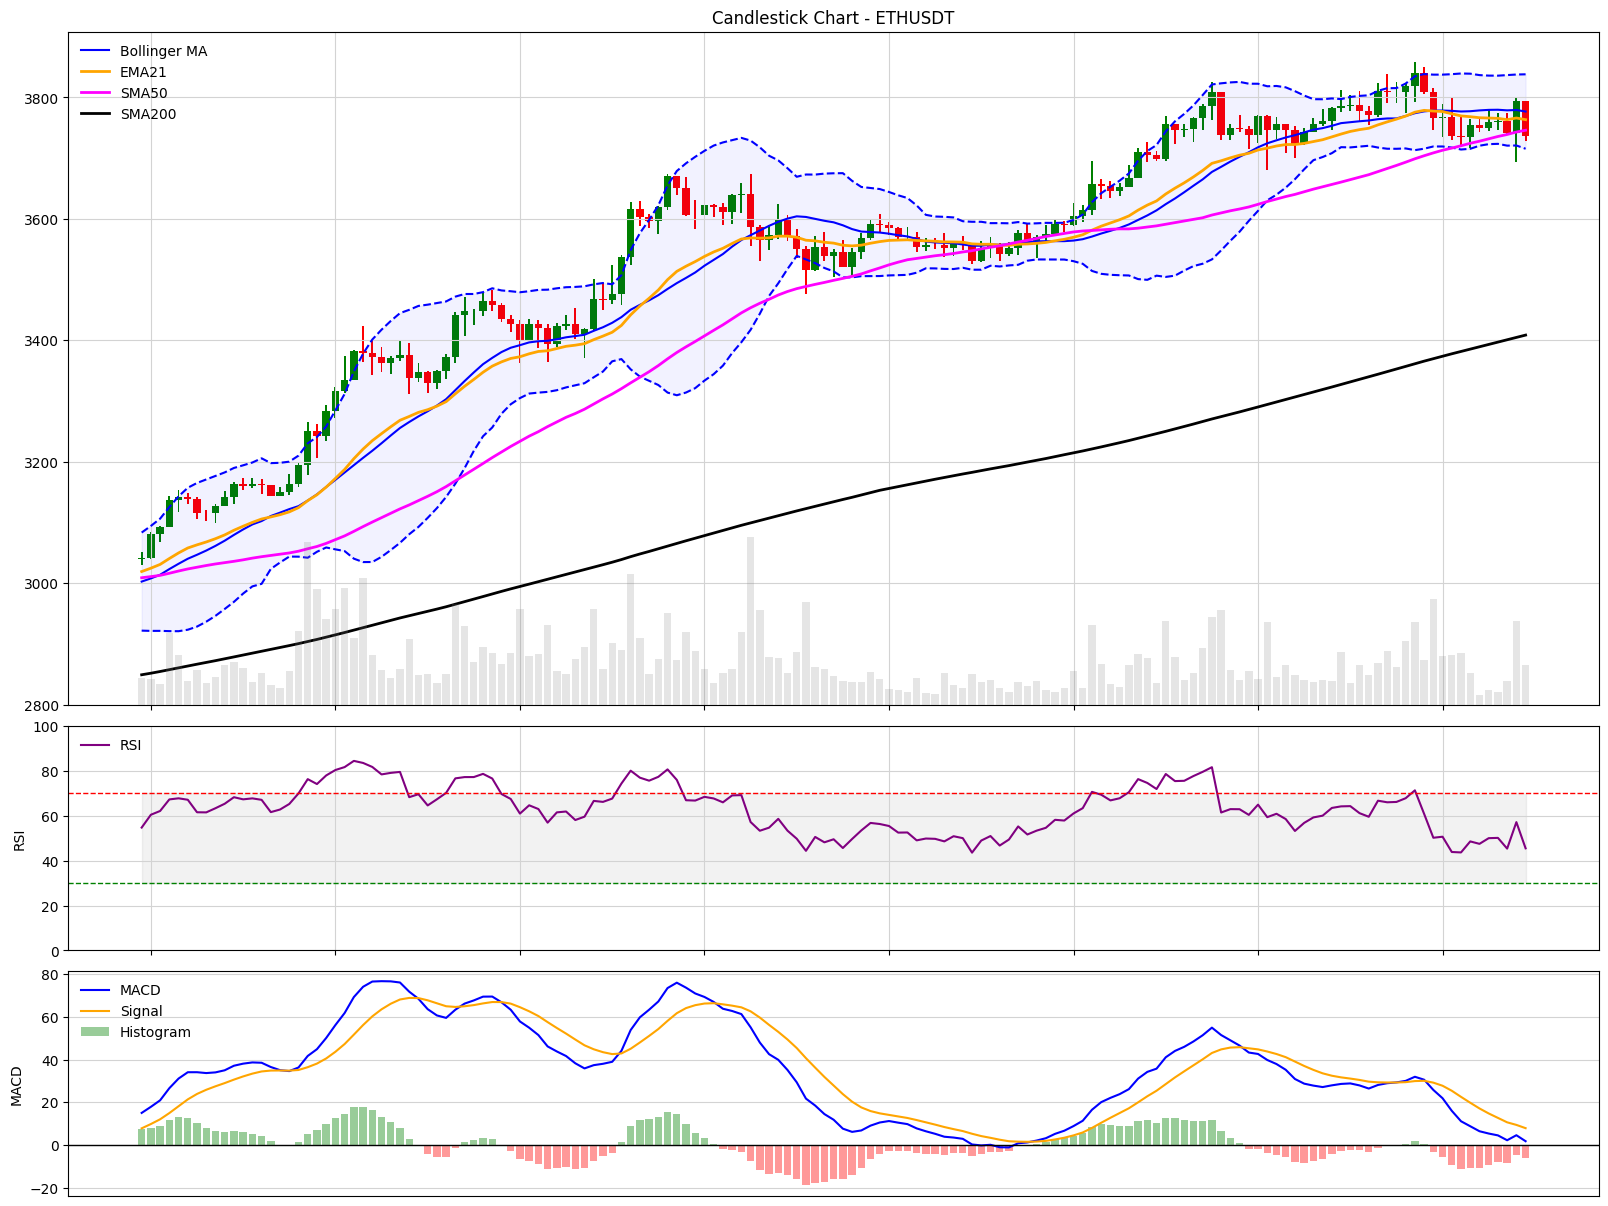 Candlestick Chart - ETHUSDT
Bollinger MA
EMA21
SMA50
SMA200
3800
3600
3400
3200
3000
2800
100
80
60
40
20
0
RSI
RSI
80
60
40
20
0
−20
MACD
MACD
Signal
Histogram